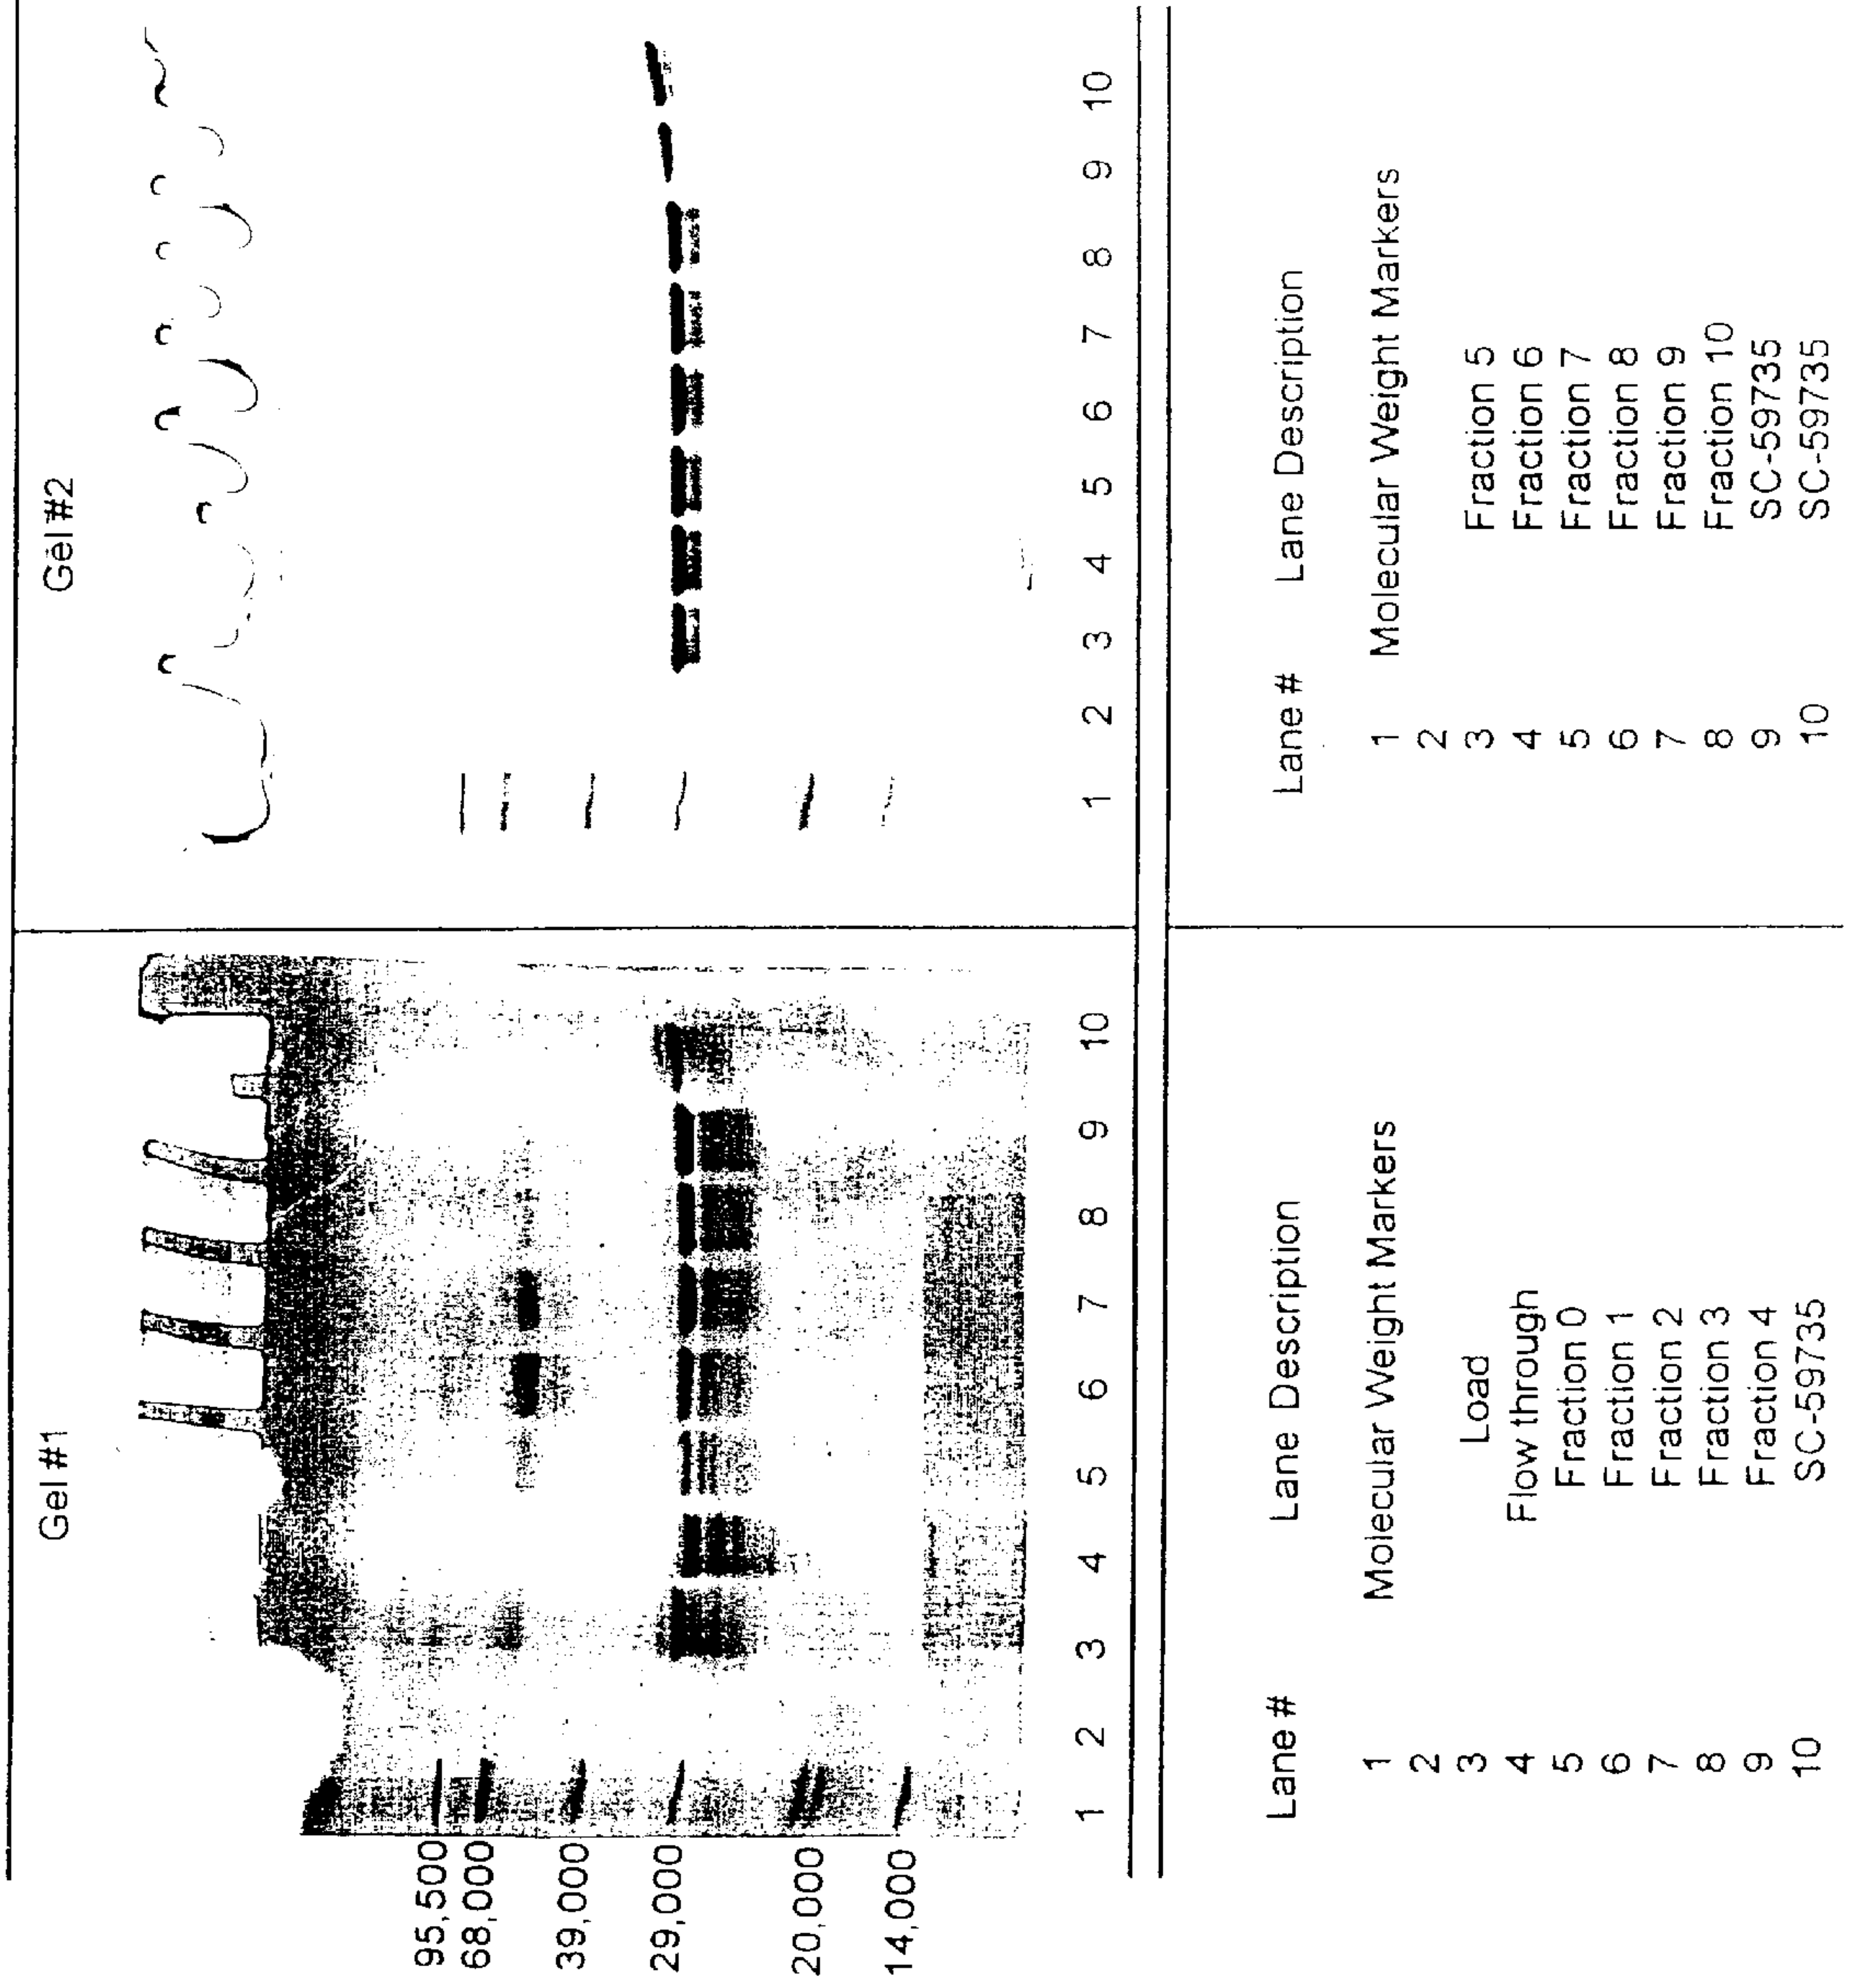 Gel #1
95,500
68,000
39,000
29,000
20,000
14,000
1 2 3 4 5 6 7 8 9 10
Lane # Lane Description
1 Molecular Weight Markers
2
3 Load
4 Flow through
5 Fraction 0
6 Fraction 1
7 Fraction 2
8 Fraction 3
9 Fraction 4
10 SC-59735
Gel #2
1 2 3 4 5 6 7 8 9 10
Lane # Lane Description
1 Molecular Weight Markers
2
3 Fraction 5
4 Fraction 6
5 Fraction 7
6 Fraction 8
7 Fraction 9
8 Fraction 10
9 SC-59735
10 SC-59735